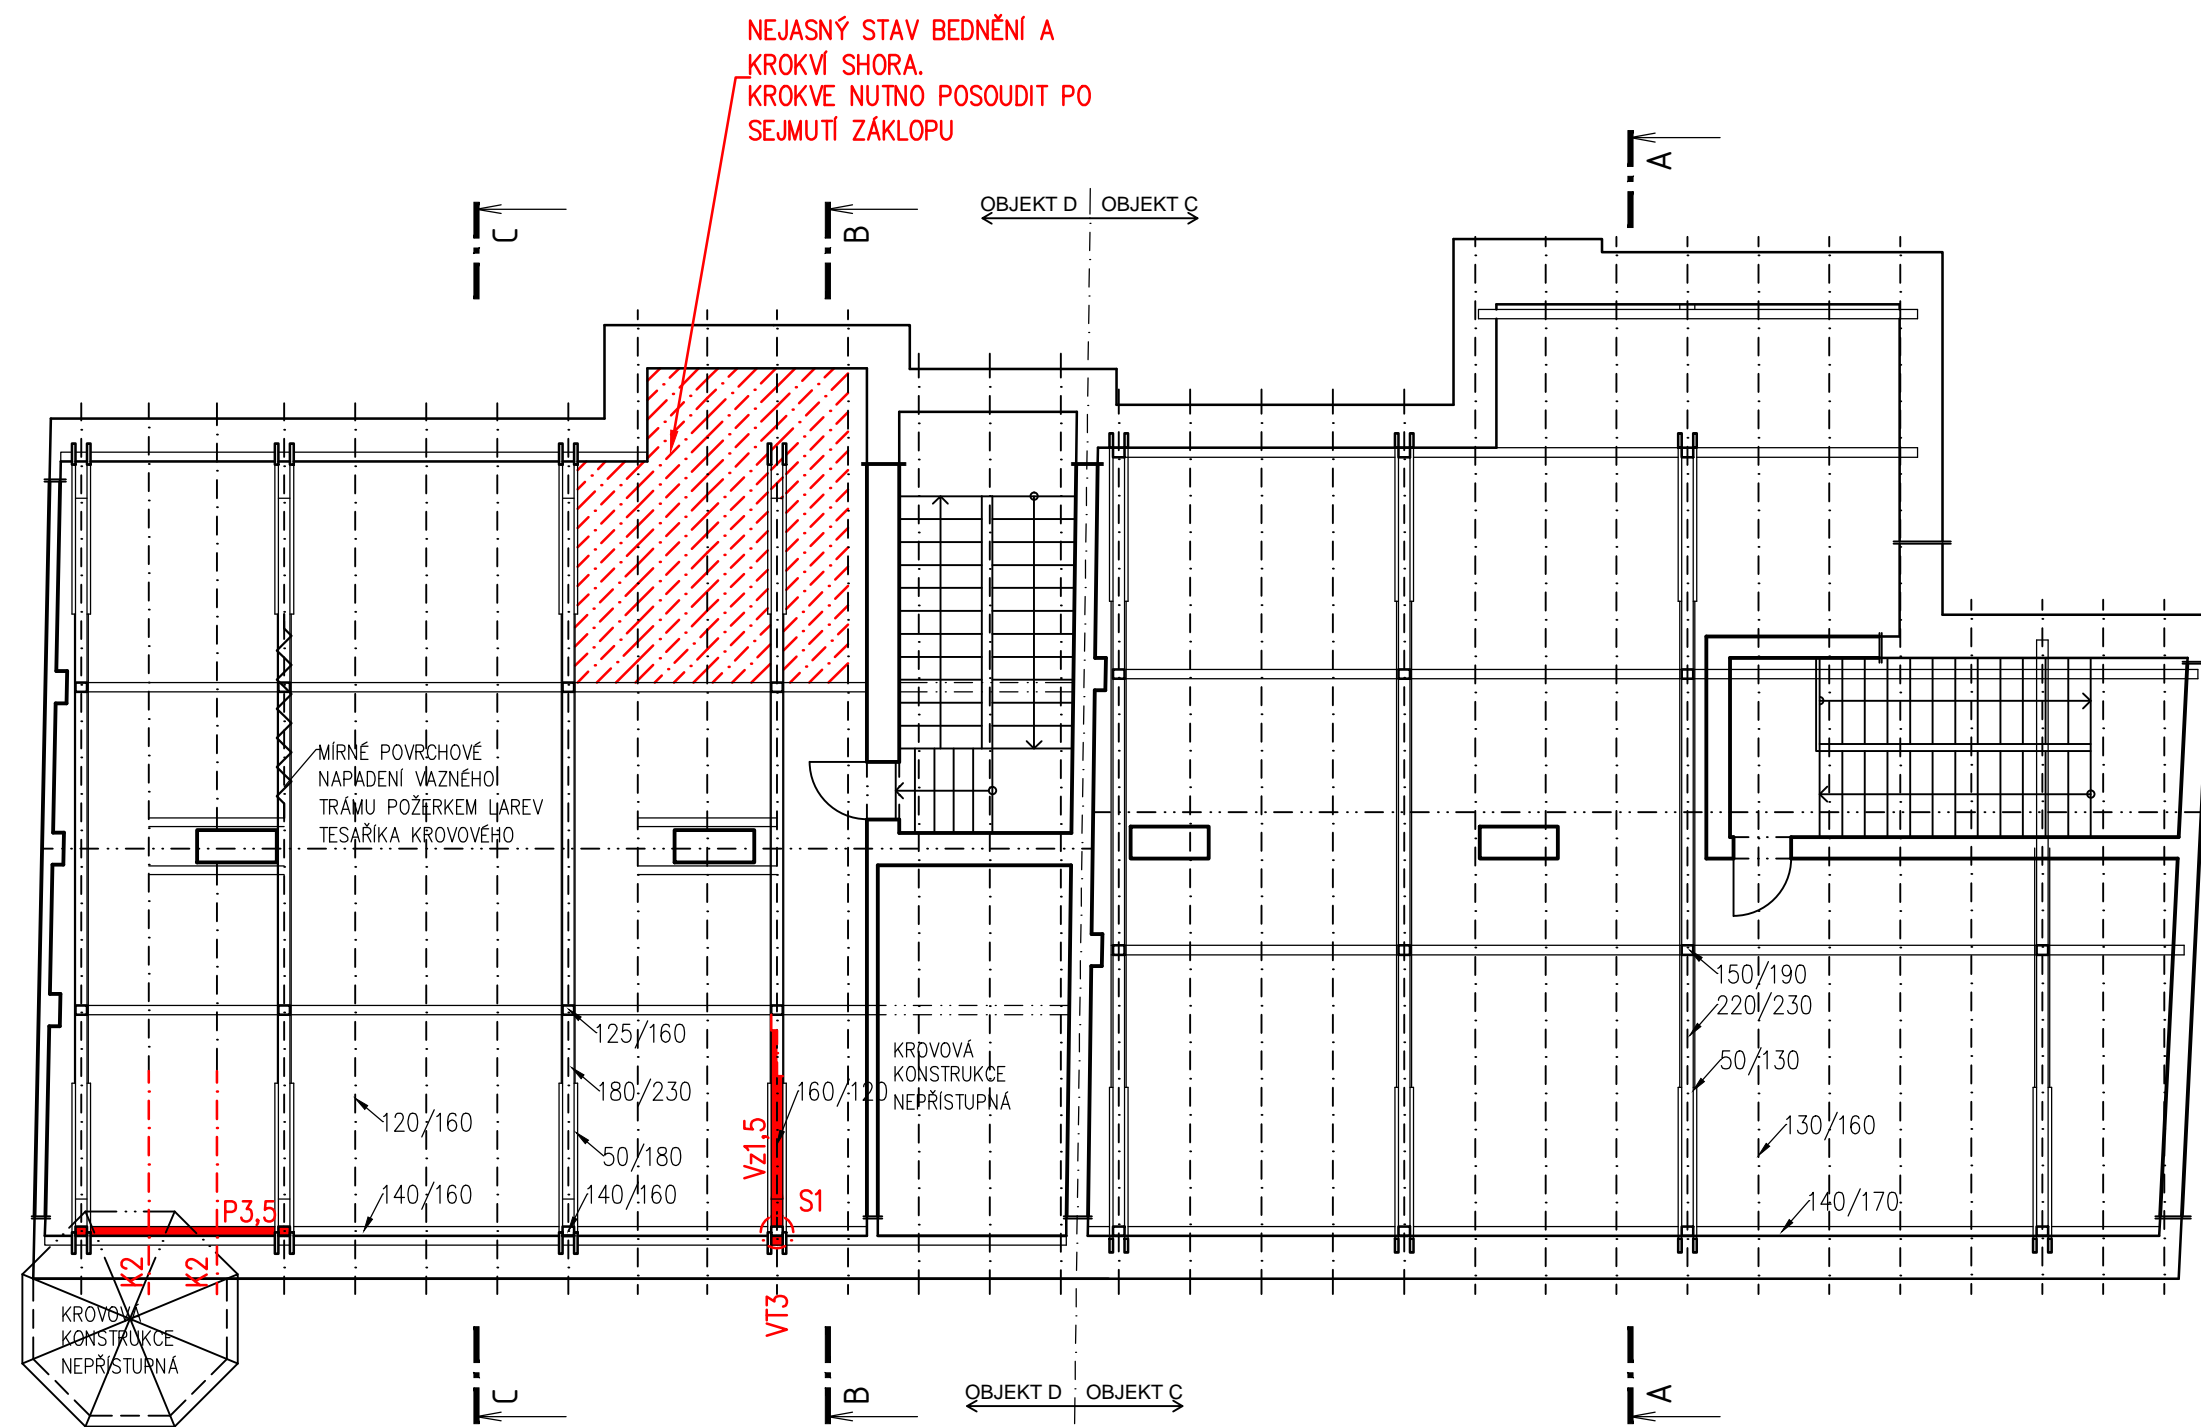 NEJASNÝ STAV BEDNĚNÍ A
KROKVÍ SHORA.
KROKVE NUTNO POSOUDIT PO
SEJMUTÍ ZÁKLOPU
A
C
B
OBJEKT D
OBJEKT C
MÍRNÉ POVRCHOVÉ
NAPADENÍ VAZNÉHO
TRÁMU POŽERKEM LAREV
TESAŘÍKA KROVOVÉHO
150/190
220/230
50/130
125/160
180/230
160/120
KROVOVÁ
KONSTRUKCE
NEPŘÍSTUPNÁ
120/160
50/180
140/160
140/160
130/160
140/170
Vz1,5
S1
P3,5
K2
K2
VT3
KROVOVÁ
KONSTRUKCE
NEPŘÍSTUPNÁ
C
B
OBJEKT D
OBJEKT C
A